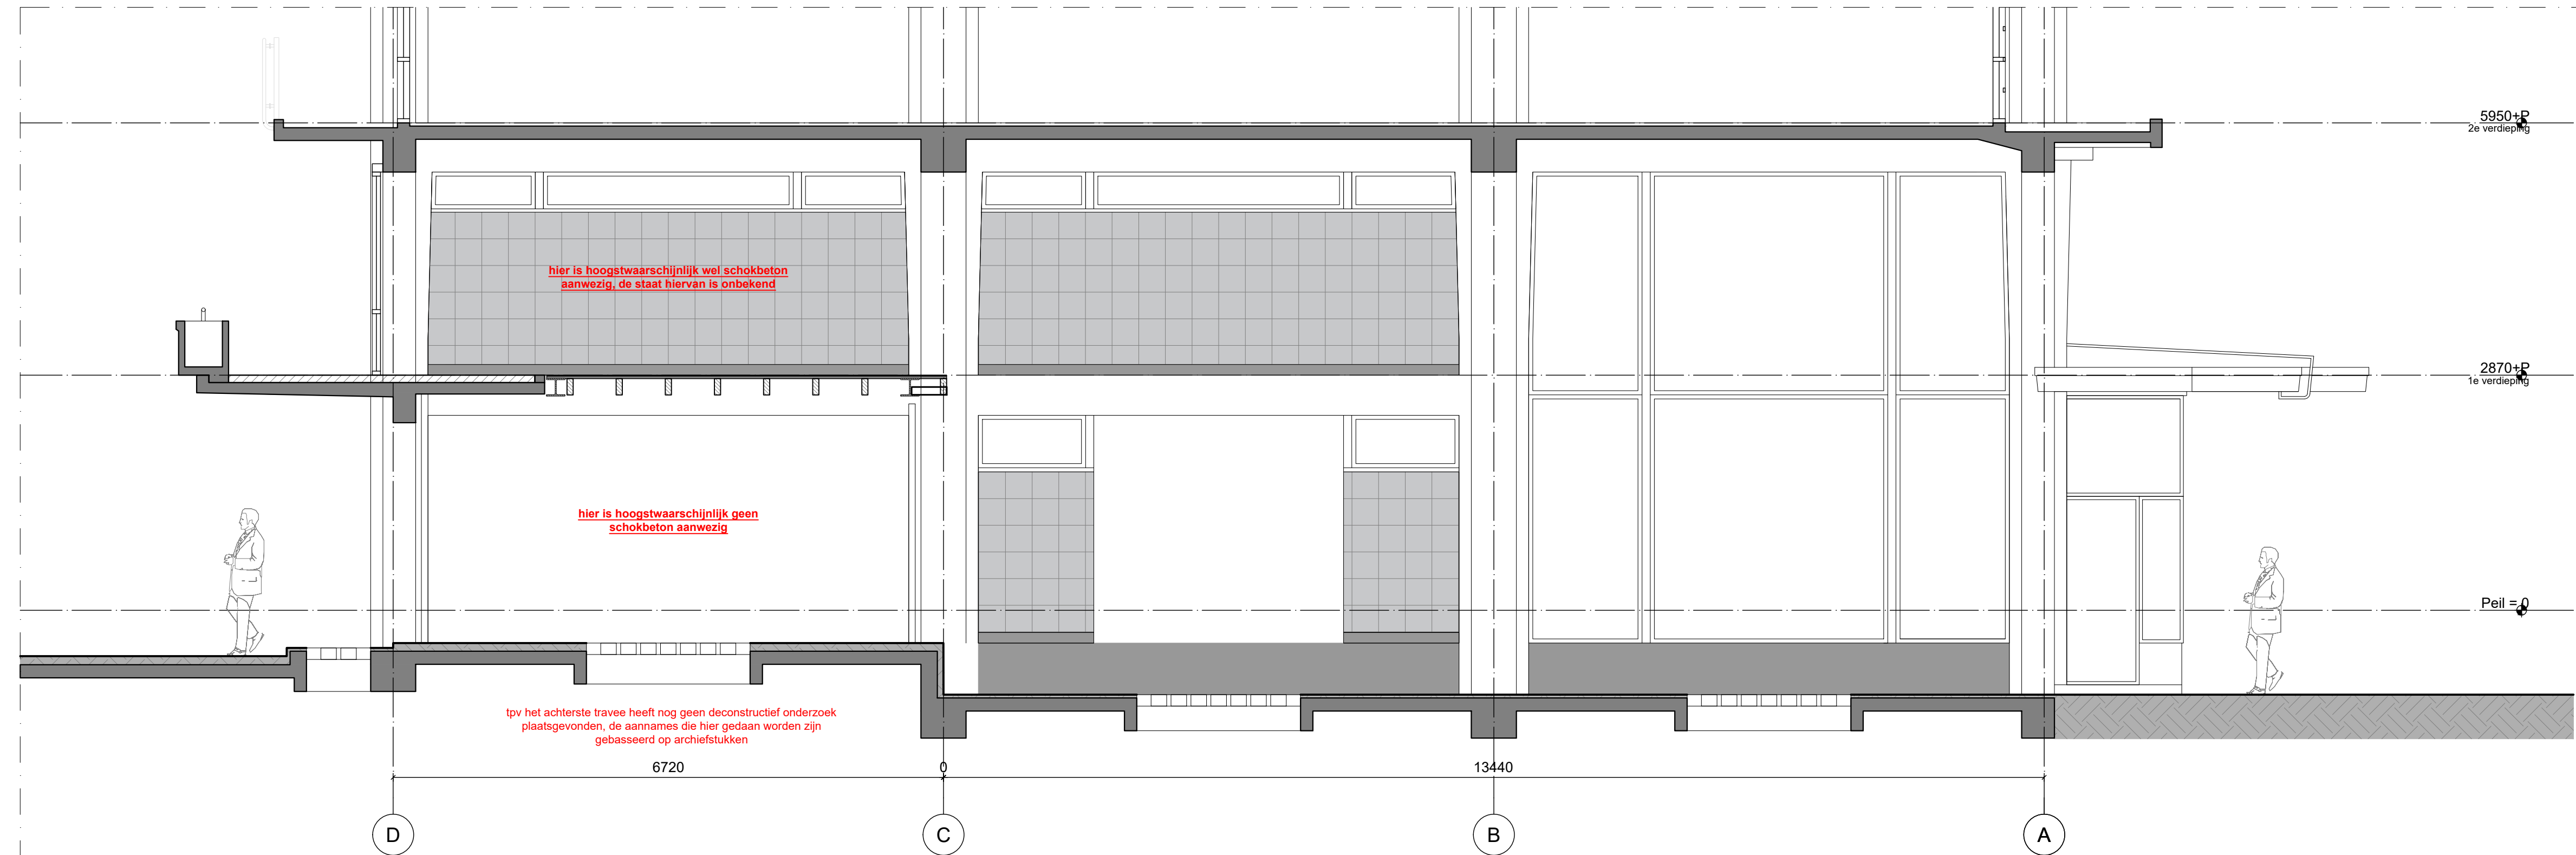 5950+P
2e verdieping
hier is hoogstwaarschijnlijk wel schokbeton
aanwezig, de staat hiervan is onbekend
2870+P
1e verdieping
hier is hoogstwaarschijnlijk geen
schokbeton aanwezig
Peil = 0
tpv het achterste travee heeft nog geen deconstructief onderzoek
plaatsgevonden, de aannames die hier gedaan worden zijn
gebasseerd op archiefstukken
6720
0
13440
D
C
B
A